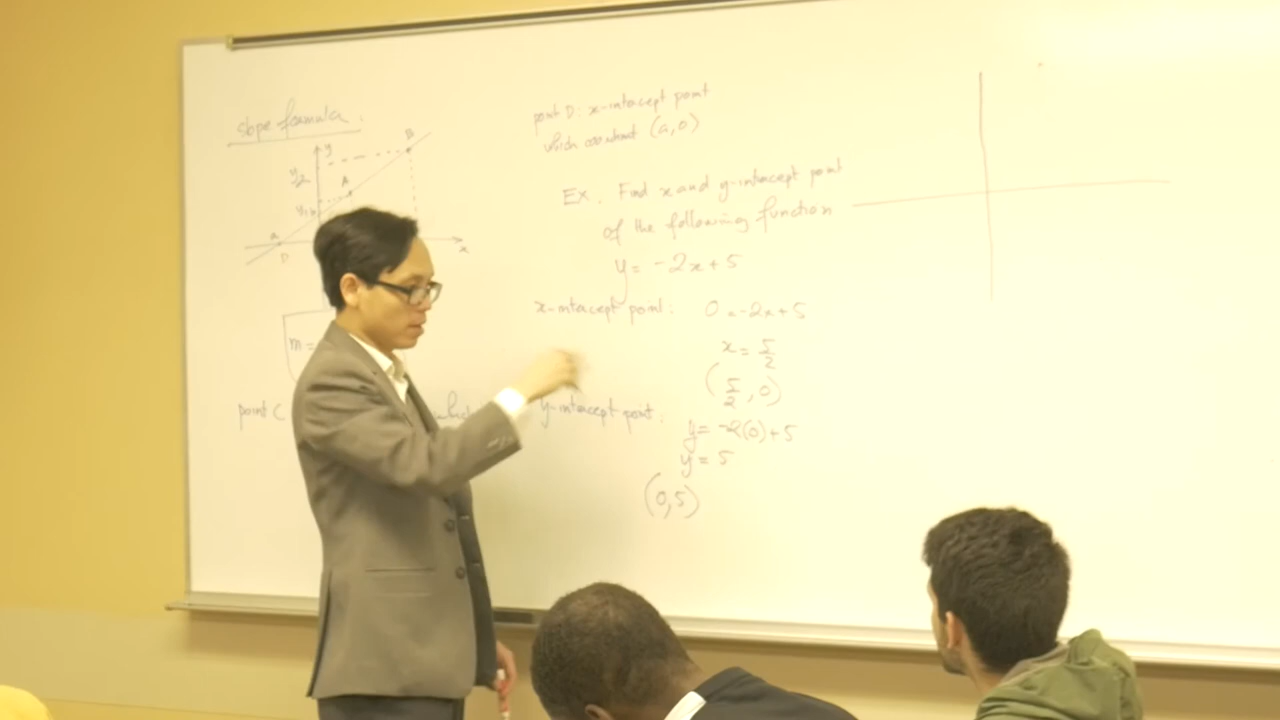 slope formula.
y
B
y2
A
a
x
D
m =
point C
point D: x-intercept point
which
(a,0)
EX. Find x and y-intercept point
of the following function
y = -2x+5
x-intercept point: 0 = -2x+5
x = 5/2
(5/2, 0)
y-intercept point:
y = -2(0)+5
y = 5
(0,5)